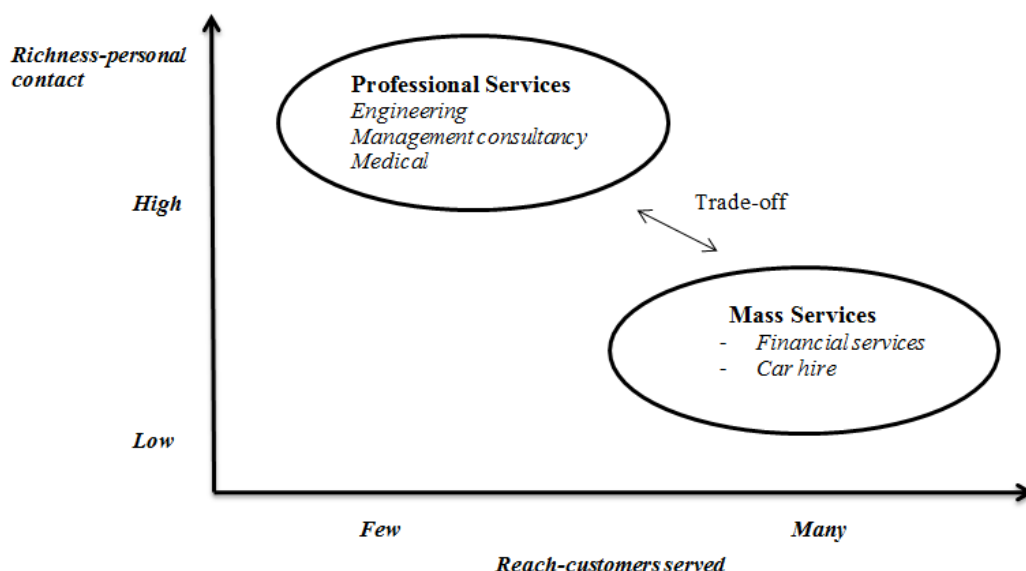 Richness-personal
contact
Professional Services
Engineering
Management consultancy
Medical
High
Trade-off
Mass Services
- Financial services
- Car hire
Low
Few
Many
Reach-customers served